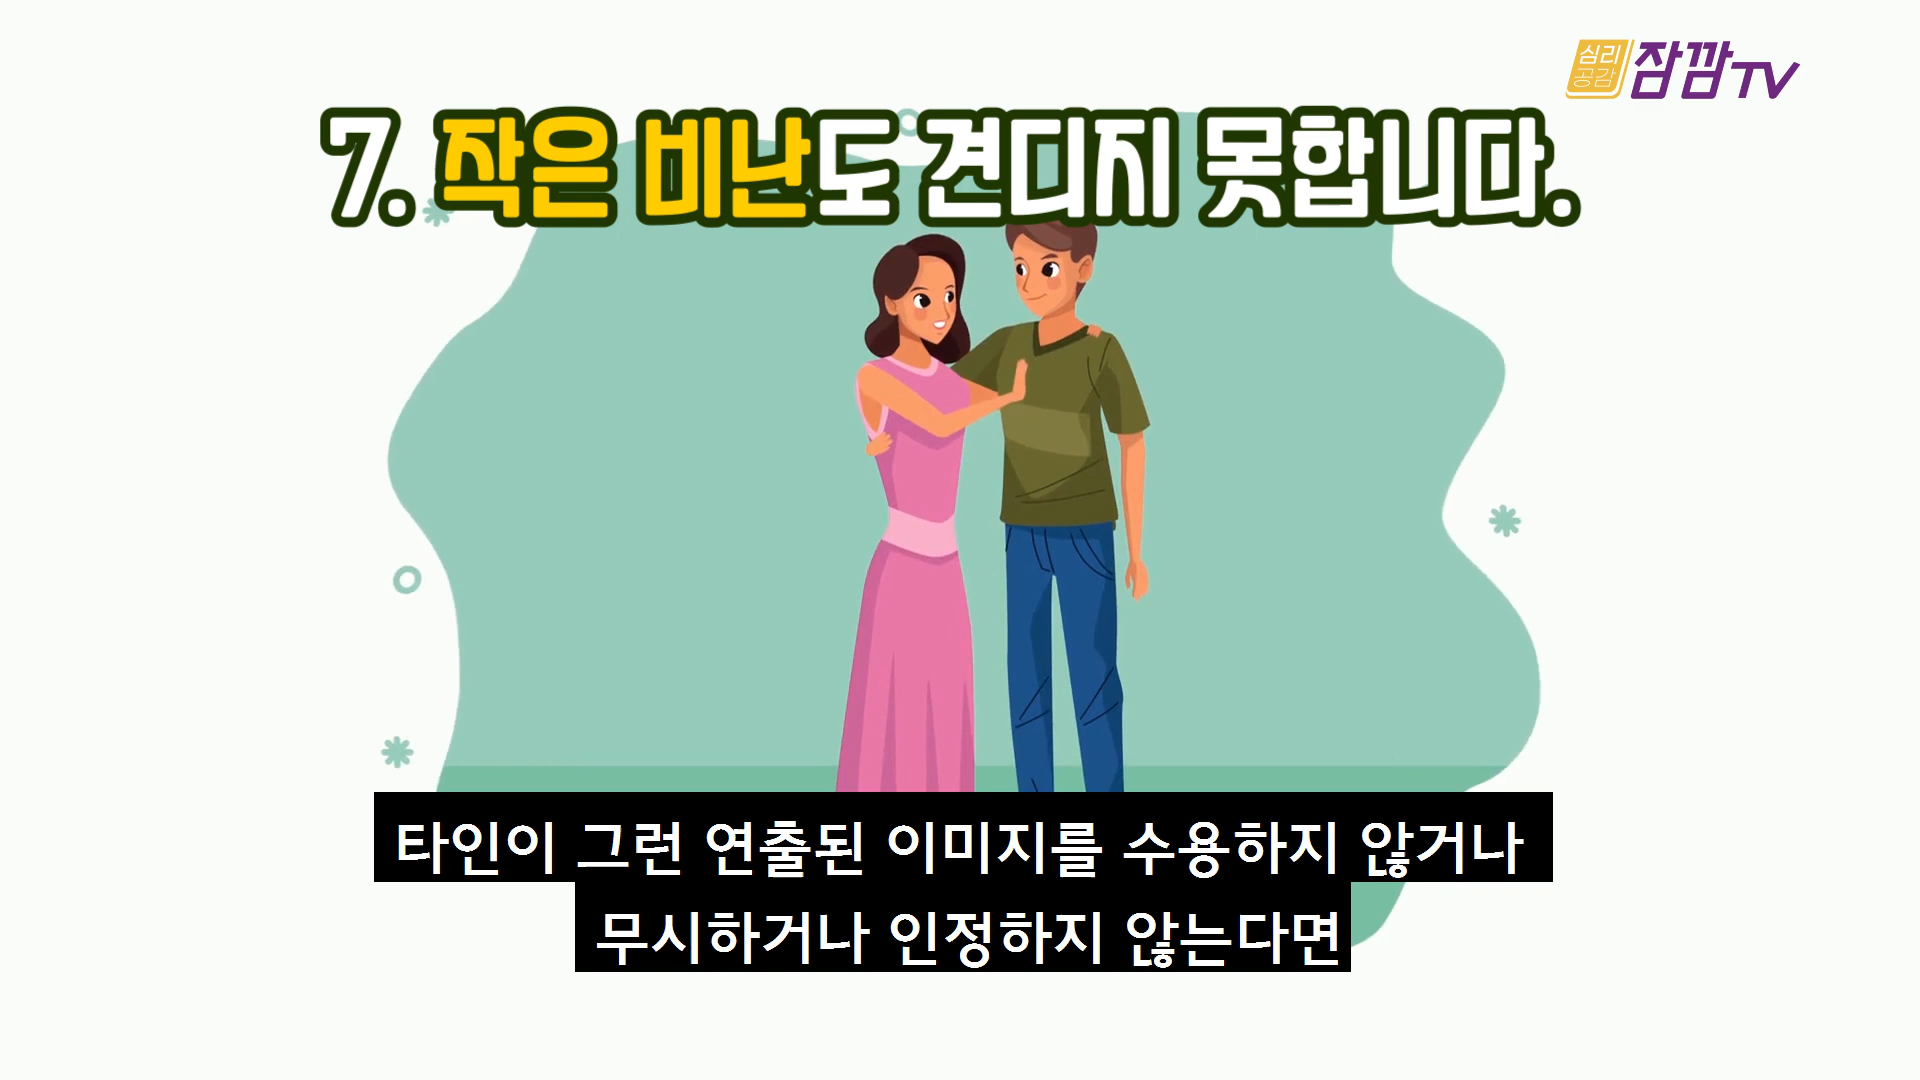 심리
공감
잠깜TV
7. 작은 비난도 견디지 못합니다.
타인이 그런 연출된 이미지를 수용하지 않거나
무시하거나 인정하지 않는다면